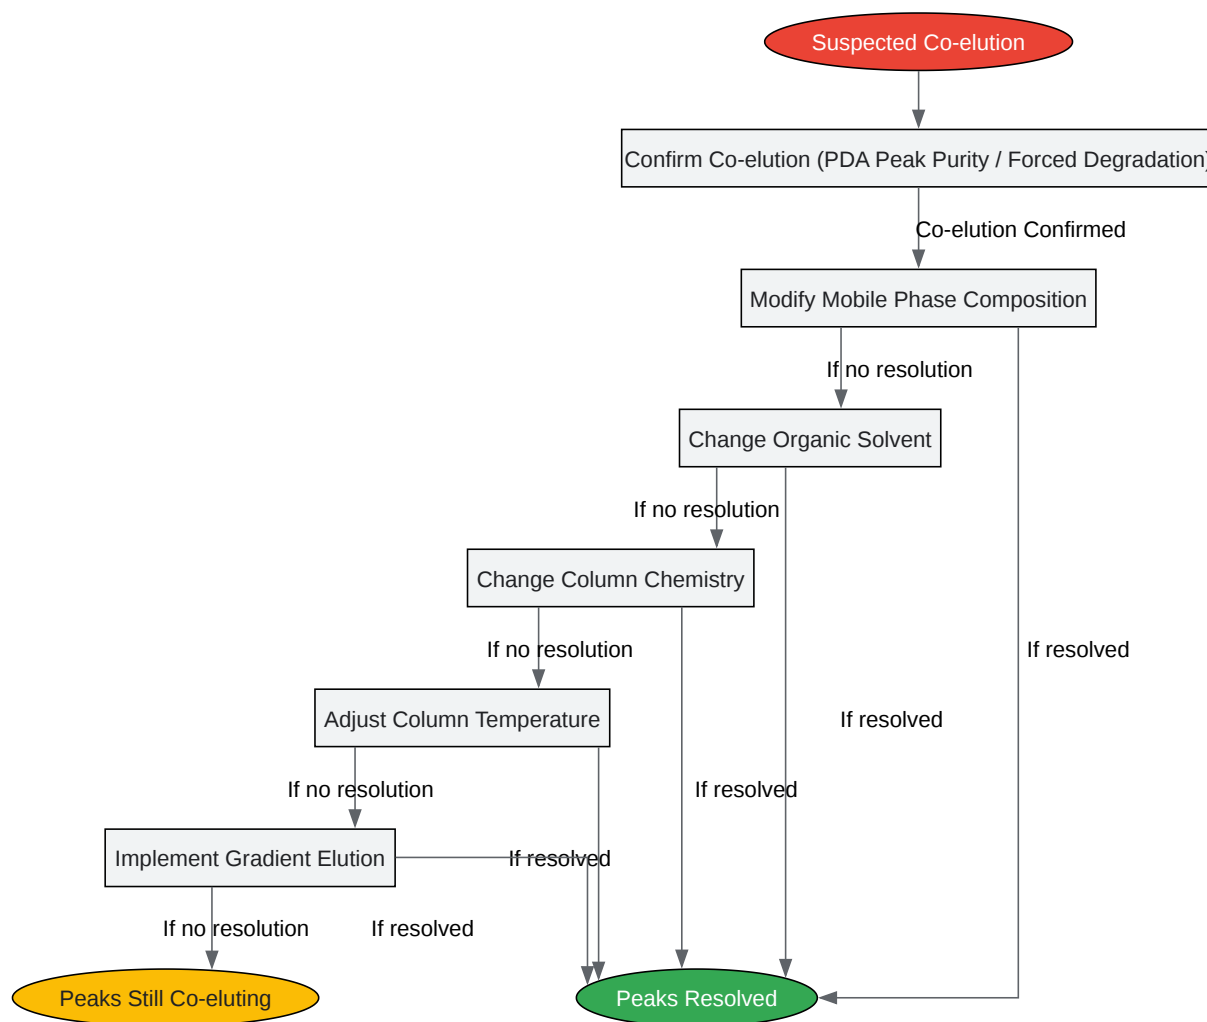 Suspected Co-elution
Confirm Co-elution (PDA Peak Purity / Forced Degradation)
Co-elution Confirmed
Modify Mobile Phase Composition
If no resolution
Change Organic Solvent
If no resolution
Change Column Chemistry
If no resolution
If resolved
Adjust Column Temperature
If resolved
If no resolution
If resolved
Implement Gradient Elution
If resolved
If no resolution
If resolved
Peaks Still Co-eluting
Peaks Resolved